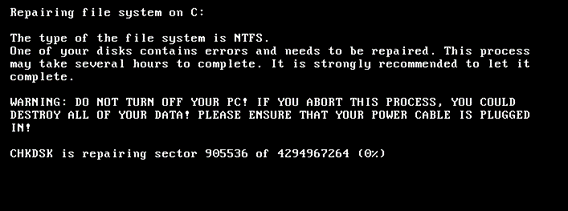 Repairing file system on C:
The type of the file system is NTFS.
One of your disks contains errors and needs to be repaired. This process
may take several hours to complete. It is strongly recommended to let it
complete.
WARNING: DO NOT TURN OFF YOUR PC! IF YOU ABORT THIS PROCESS, YOU COULD
DESTROY ALL OF YOUR DATA! PLEASE ENSURE THAT YOUR POWER CABLE IS PLUGGED
IN!
CHKDSK is repairing sector 905536 of 4294967264 (0%)